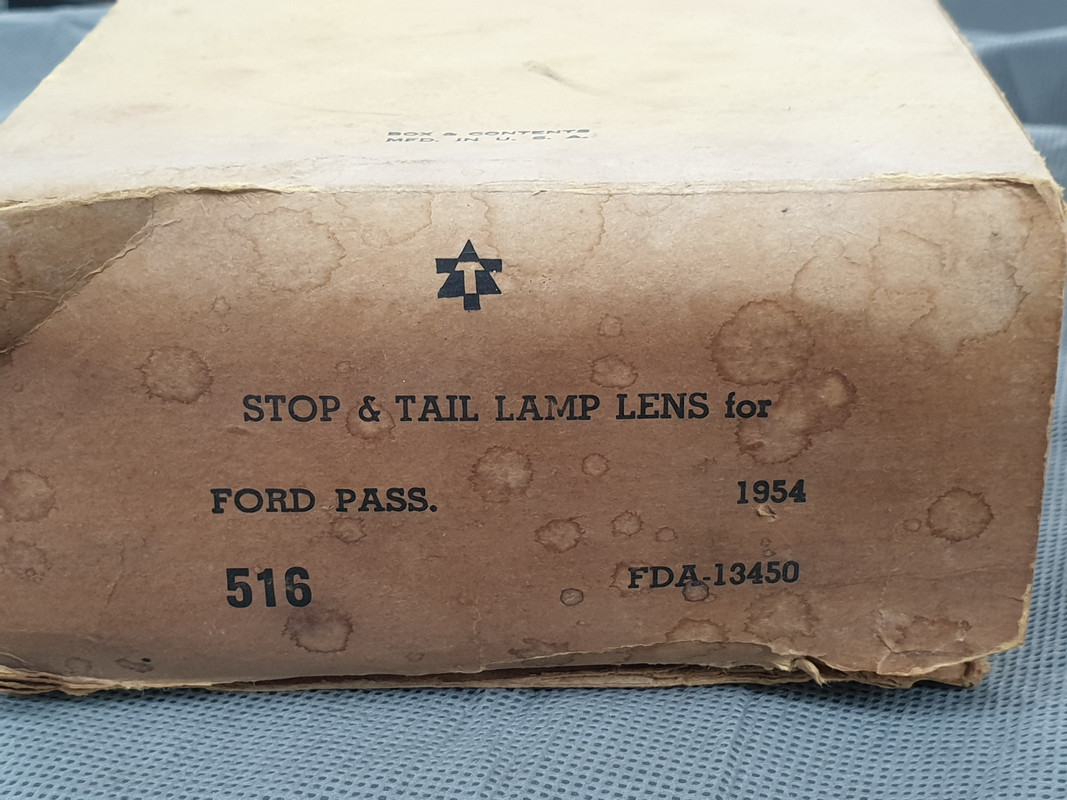 BOX & CONTENTS
MFD. IN U. S. A.
T
STOP & TAIL LAMP LENS for
FORD PASS. 1954
516 FDA-13450